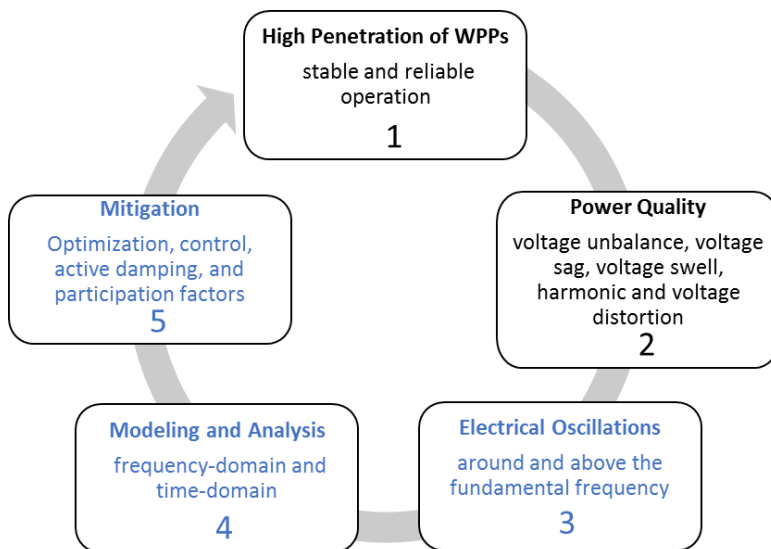 High Penetration of WPPs
stable and reliable
operation
1
Power Quality
voltage unbalance, voltage
sag, voltage swell,
harmonic and voltage
distortion
2
Electrical Oscillations
around and above the
fundamental frequency
3
Modeling and Analysis
frequency-domain and
time-domain
4
Mitigation
Optimization, control,
active damping, and
participation factors
5